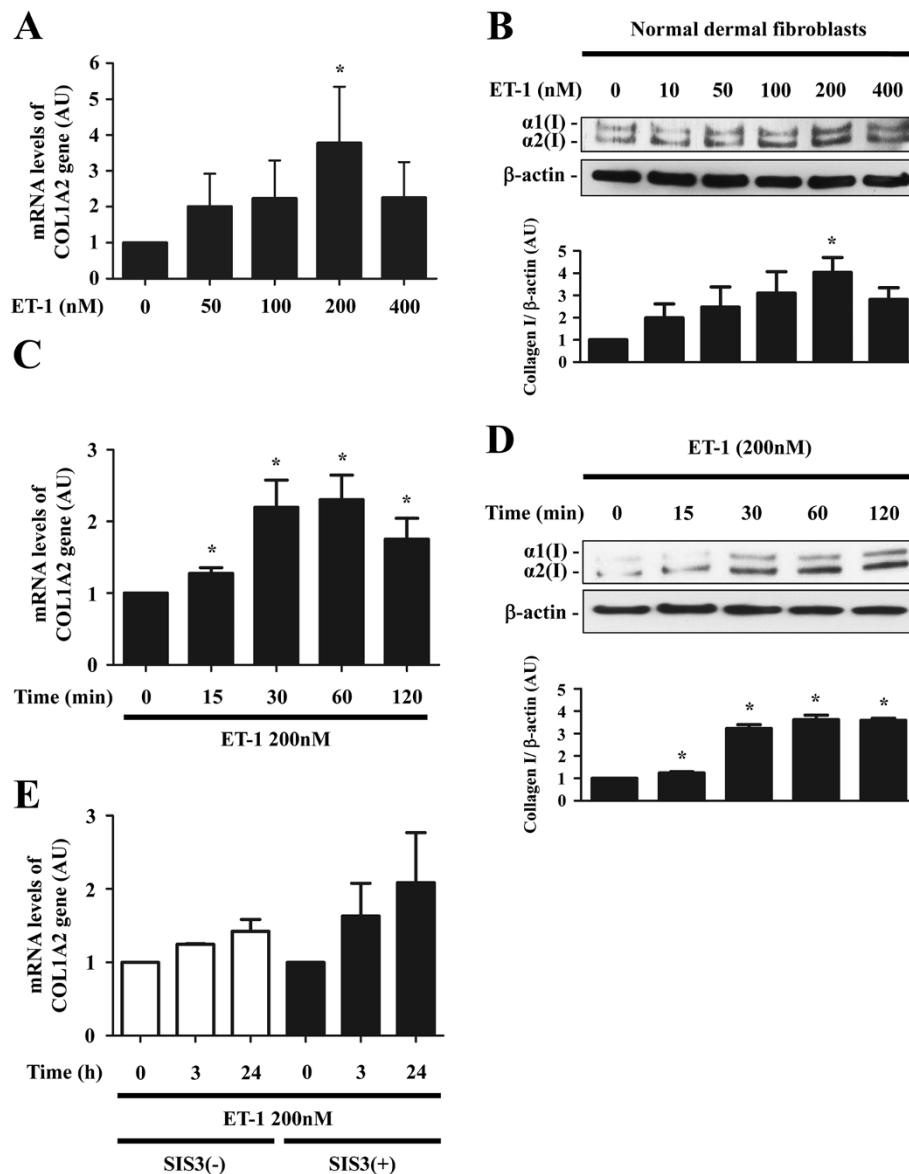 A
mRNA levels of
COL1A2 gene (AU)
6
5
4
3
2
1
0
*
ET-1 (nM) 0 50 100 200 400
B
Normal dermal fibroblasts
ET-1 (nM) 0 10 50 100 200 400
α1(I) -
α2(I) -
β-actin -
Collagen I/ β-actin (AU)
5
4
3
2
1
0
*
C
mRNA levels of
COL1A2 gene (AU)
3
2
1
0
* * * *
Time (min) 0 15 30 60 120
ET-1 200nM
D
ET-1 (200nM)
Time (min) 0 15 30 60 120
α1(I) -
α2(I) -
β-actin -
Collagen I/ β-actin (AU)
5
4
3
2
1
0
* * * *
E
mRNA levels of
COL1A2 gene (AU)
3
2
1
0
Time (h) 0 3 24 0 3 24
ET-1 200nM
SIS3(-) SIS3(+)